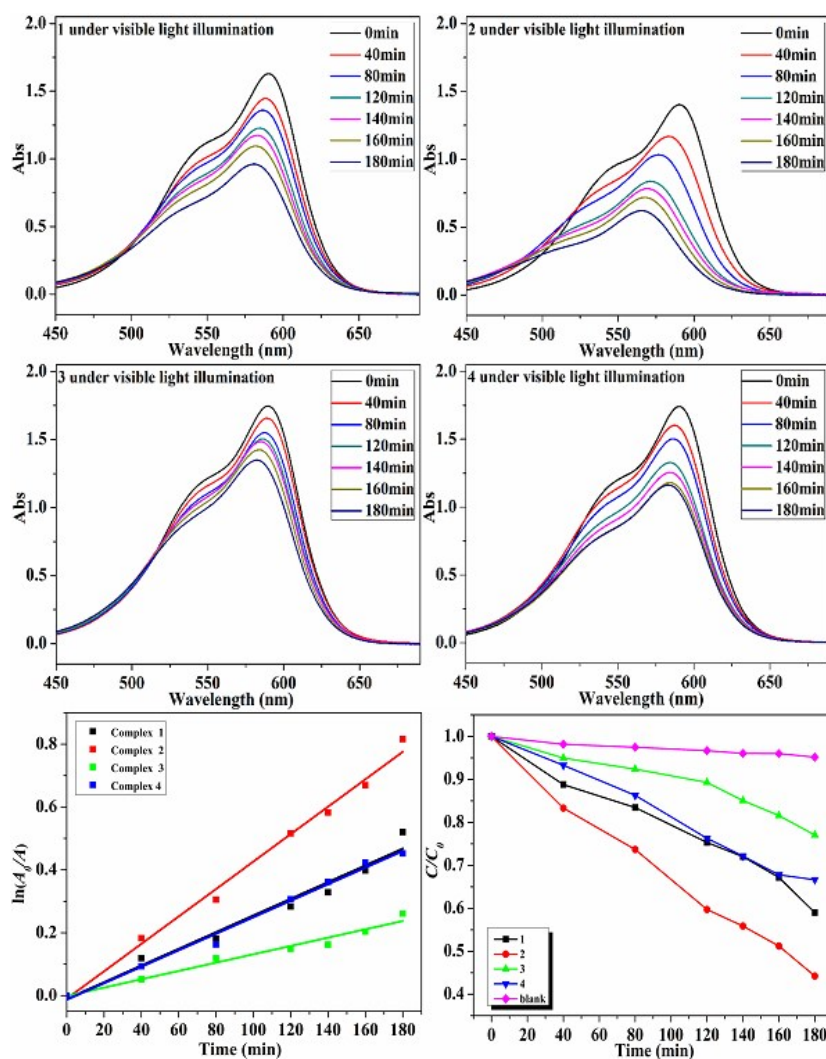 1 under visible light illumination
0min
40min
80min
120min
140min
160min
180min
2.0
1.5
1.0
0.5
0.0
Abs
450 500 550 600 650
Wavelength (nm)
2 under visible light illumination
0min
40min
80min
120min
140min
160min
180min
2.0
1.5
1.0
0.5
0.0
Abs
450 500 550 600 650
Wavelength (nm)
3 under visible light illumination
0min
40min
80min
120min
140min
160min
180min
2.0
1.5
1.0
0.5
0.0
Abs
450 500 550 600 650
Wavelength (nm)
4 under visible light illumination
0min
40min
80min
120min
140min
160min
180min
2.0
1.5
1.0
0.5
0.0
Abs
450 500 550 600 650
Wavelength (nm)
Complex 1
Complex 2
Complex 3
Complex 4
0.8
0.6
0.4
0.2
0.0
ln(A₀/A)
0 20 40 60 80 100 120 140 160 180
Time (min)
1.0
0.9
0.8
0.7
0.6
0.5
0.4
C/C₀
1
2
3
4
blank
0 20 40 60 80 100 120 140 160 180
Time (min)